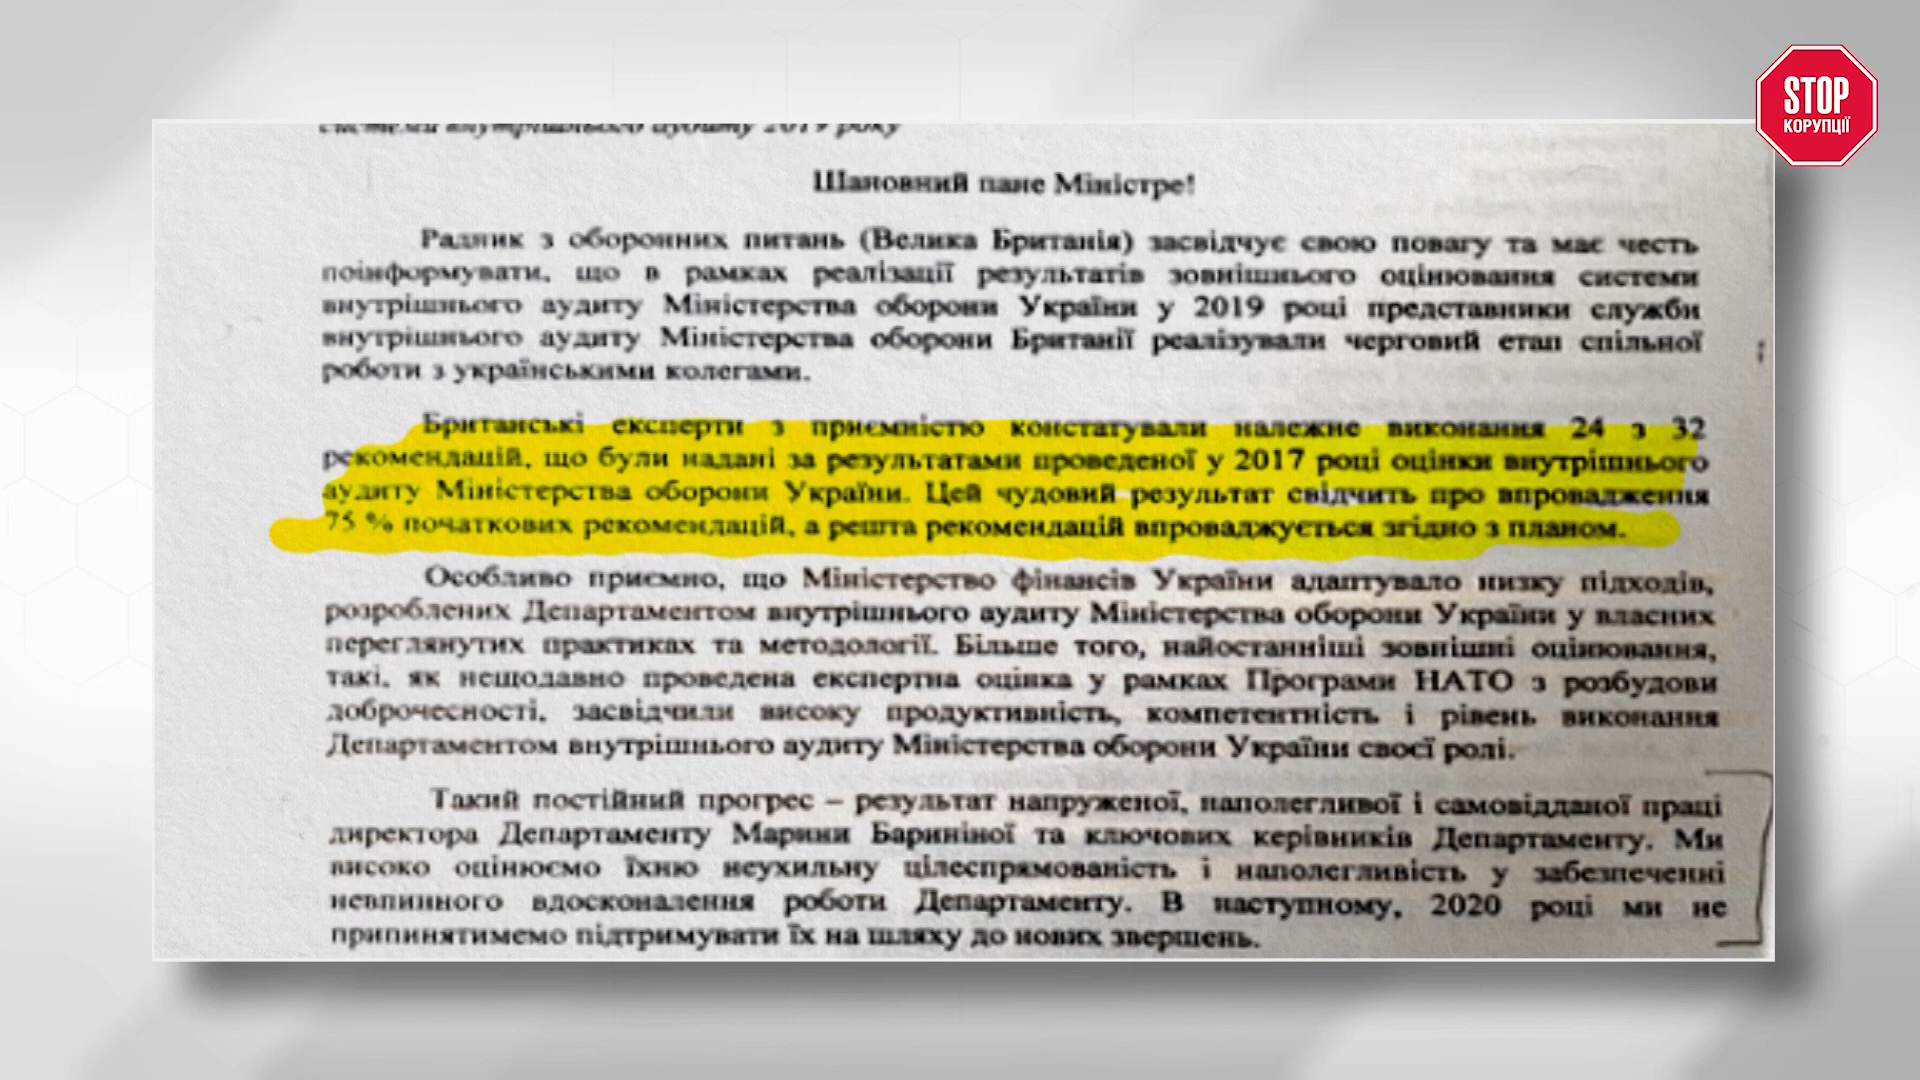 STOP
КОРУПЦІЇ
системи внутрішнього аудиту 2019 року
Шановний пане Міністре!
Радник з оборонних питань (Велика Британія) засвідчує свою повагу та має честь
поінформувати, що в рамках реалізації результатів зовнішнього оцінювання системи
внутрішнього аудиту Міністерства оборони України у 2019 році представники служби
внутрішнього аудиту Міністерства оборони Британії реалізували черговий етап спільної
роботи з українськими колегами.
Британські експерти з приємністю констатували належне виконання 24 з 32
рекомендацій, що були надані за результатами проведеної у 2017 році оцінки внутрішнього
аудиту Міністерства оборони України. Цей чудовий результат свідчить про впровадження
75 % початкових рекомендацій, а решта рекомендацій впроваджується згідно з планом.
Особливо приємно, що Міністерство фінансів України адаптувало низку підходів,
розроблених Департаментом внутрішнього аудиту Міністерства оборони України у власних
переглянутих практиках та методології. Більше того, найостанніші зовнішні оцінювання,
такі, як нещодавно проведена експертна оцінка у рамках Програми НАТО з розбудови
доброчесності, засвідчили високу продуктивність, компетентність і рівень виконання
Департаментом внутрішнього аудиту Міністерства оборони України своєї ролі.
Такий постійний прогрес – результат напруженої, наполегливої і самовідданої праці
директора Департаменту Марини Бариніної та ключових керівників Департаменту. Ми
високо оцінюємо їхню неухильну цілеспрямованість і наполегливість у забезпеченні
невпинного вдосконалення роботи Департаменту. В наступному, 2020 році ми не
припинятимемо підтримувати їх на шляху до нових звершень.